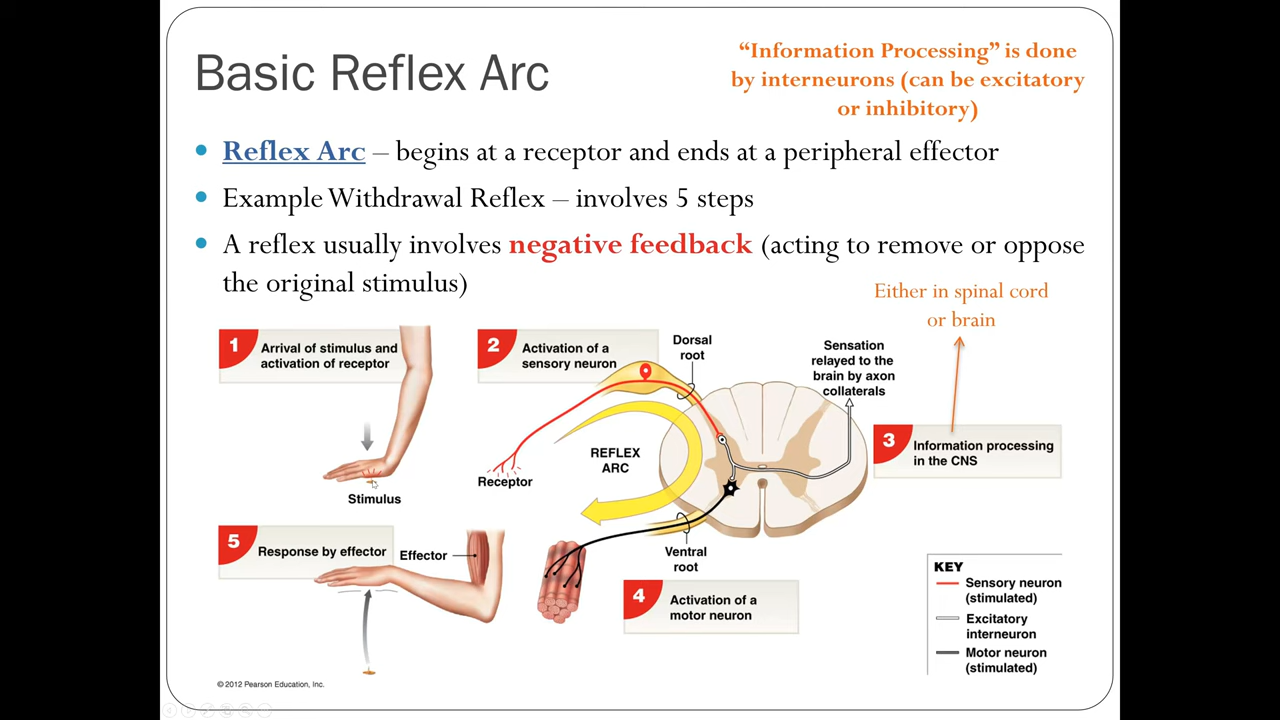 Basic Reflex Arc
“Information Processing” is done
by interneurons (can be excitatory
or inhibitory)
• Reflex Arc – begins at a receptor and ends at a peripheral effector
• Example Withdrawal Reflex – involves 5 steps
• A reflex usually involves negative feedback (acting to remove or oppose
the original stimulus)
Either in spinal cord
or brain
1
Arrival of stimulus and
activation of receptor
Stimulus
2
Activation of a
sensory neuron
Dorsal
root
Sensation
relayed to the
brain by axon
collaterals
REFLEX
ARC
Receptor
3
Information processing
in the CNS
5
Response by effector
Effector
Ventral
root
4
Activation of a
motor neuron
KEY
Sensory neuron
(stimulated)
Excitatory
interneuron
Motor neuron
(stimulated)
© 2012 Pearson Education, Inc.